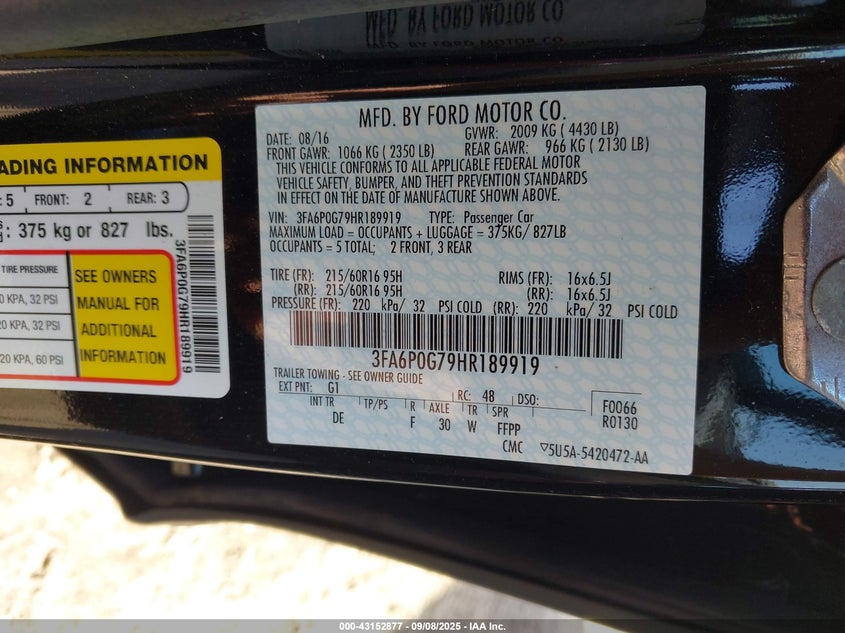 MFD. BY FORD MOTOR CO.
MFD. BY FORD MOTOR CO.
DATE: 08/16 GVWR: 2009 KG ( 4430 LB)
FRONT GAWR: 1066 KG ( 2350 LB) REAR GAWR: 966 KG ( 2130 LB)
THIS VEHICLE CONFORMS TO ALL APPLICABLE FEDERAL MOTOR
VEHICLE SAFETY, BUMPER, AND THEFT PREVENTION STANDARDS
IN EFFECT ON THE DATE OF MANUFACTURE SHOWN ABOVE.
VIN: 3FA6P0G79HR189919 TYPE: Passenger Car
MAXIMUM LOAD = OCCUPANTS + LUGGAGE = 375KG/ 827LB
OCCUPANTS = 5 TOTAL; 2 FRONT, 3 REAR
TIRE (FR): 215/60R16 95H RIMS (FR): 16x6.5J
(RR): 215/60R16 95H (RR): 16x6.5J
PRESSURE (FR): 220 kPa/ 32 PSI COLD (RR): 220 kPa/ 32 PSI COLD
3FA6P0G79HR189919
TRAILER TOWING - SEE OWNER GUIDE
EXT PNT: G1 RC: 48 DSO:
INT TR TP/PS R AXLE TR SPR F0066
DE F 30 W FFPP R0130
CMC ▽5U5A-5420472-AA
ADING INFORMATION
: 5 FRONT: 2 REAR: 3
: 375 kg or 827 lbs.
TIRE PRESSURE
0 KPA, 32 PSI
20 KPA, 32 PSI
20 KPA, 60 PSI
SEE OWNERS
MANUAL FOR
ADDITIONAL
INFORMATION
3FA6P0G79HR189919
000-43152877 - 09/08/2025 - IAA Inc.